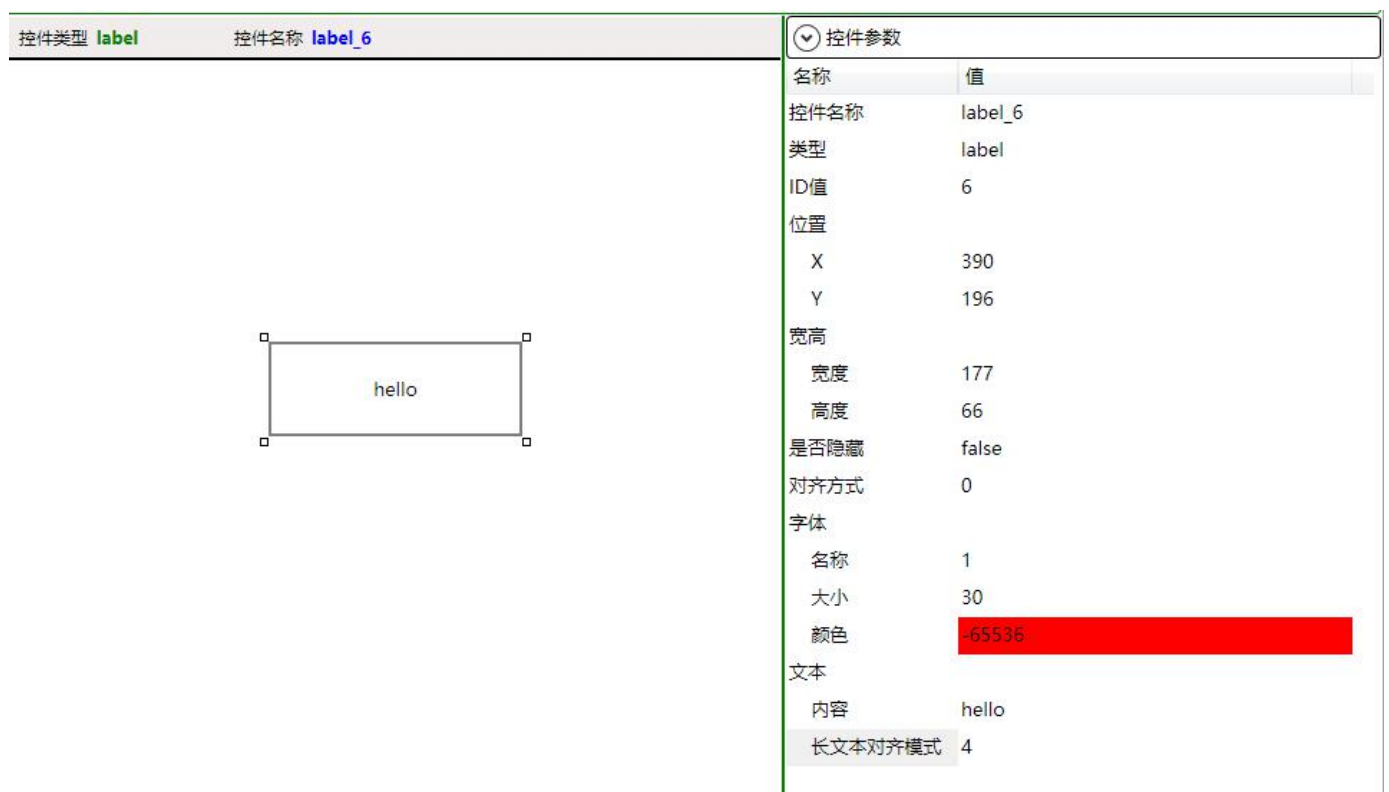 控件类型 label 控件名称 label_6
控件参数
名称 值
控件名称 label_6
类型 label
ID值 6
位置
X 390
Y 196
宽高
宽度 177
高度 66
是否隐藏 false
对齐方式 0
字体
名称 1
大小 30
颜色 -65536
文本
内容 hello
长文本对齐模式 4
hello